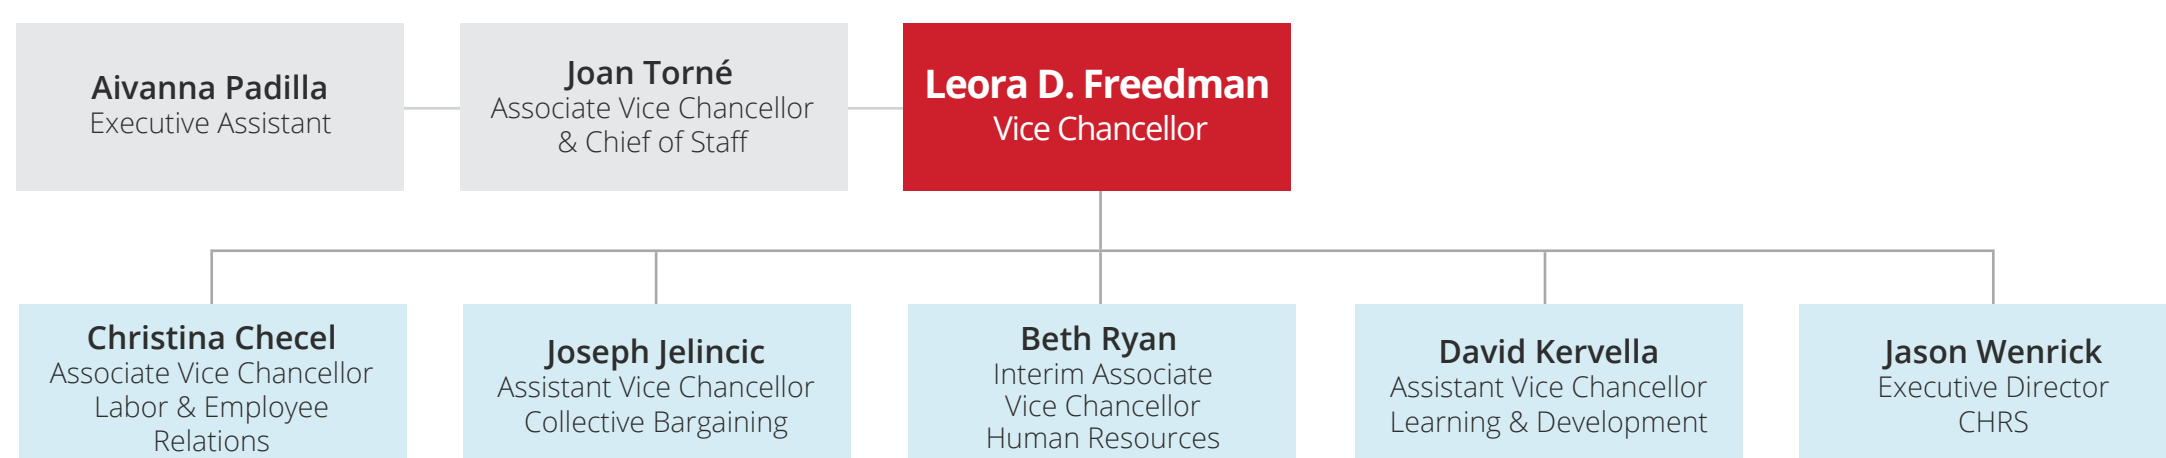 Aivanna Padilla
Executive Assistant
Joan Torné
Associate Vice Chancellor
& Chief of Staff
Leora D. Freedman
Vice Chancellor
Christina Checel
Associate Vice Chancellor
Labor & Employee
Relations
Joseph Jelincic
Assistant Vice Chancellor
Collective Bargaining
Beth Ryan
Interim Associate
Vice Chancellor
Human Resources
David Kervella
Assistant Vice Chancellor
Learning & Development
Jason Wenrick
Executive Director
CHRS